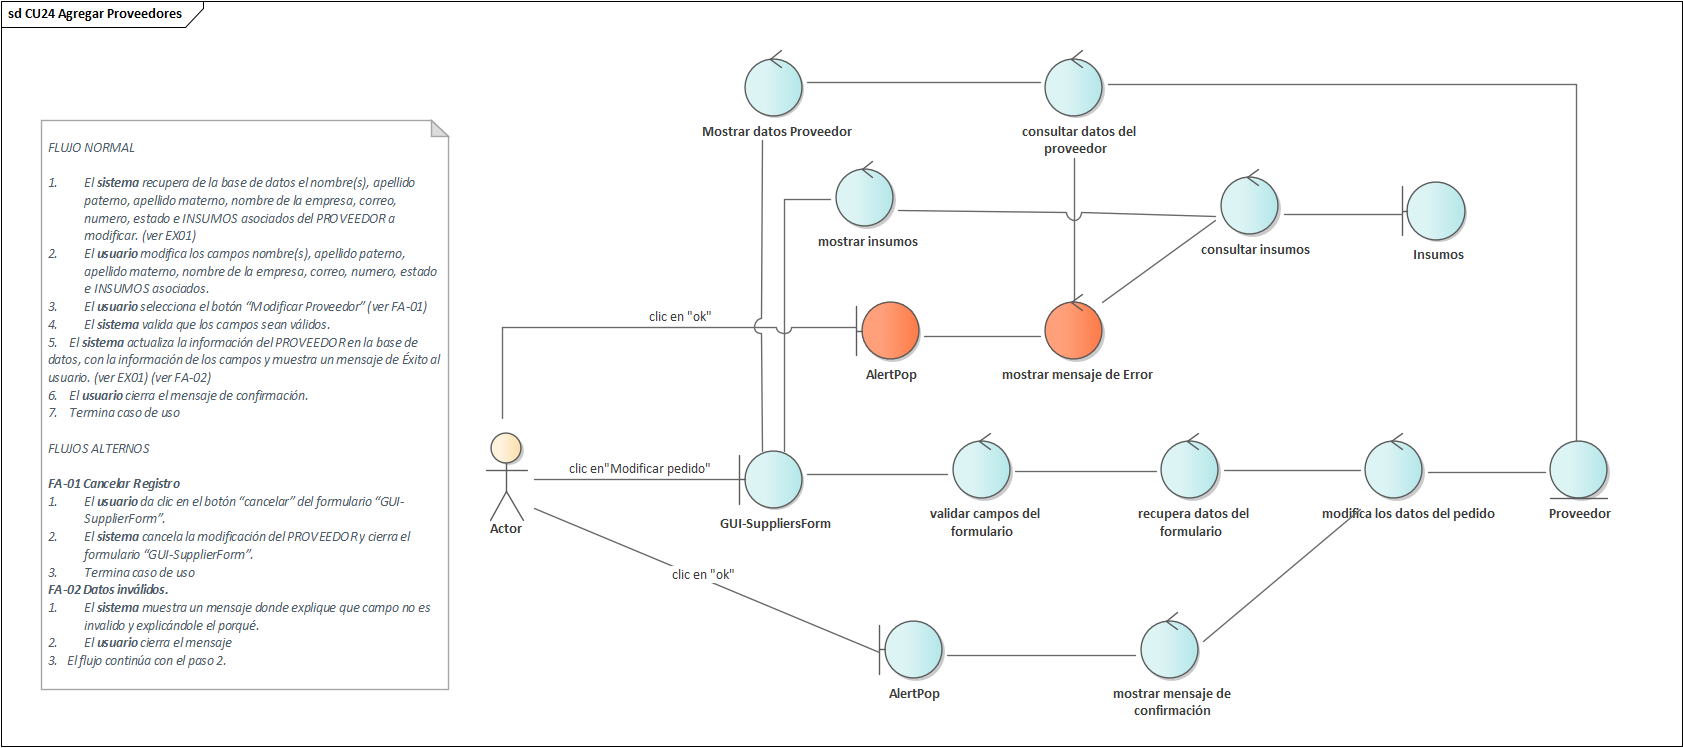 sd CU24 Agregar Proveedores
FLUJO NORMAL
1. El sistema recupera de la base de datos el nombre(s), apellido
paterno, apellido materno, nombre de la empresa, correo,
numero, estado e INSUMOS asociados del PROVEEDOR a
modificar. (ver EX01)
2. El usuario modifica los campos nombre(s), apellido paterno,
apellido materno, nombre de la empresa, correo, numero, estado
e INSUMOS asociados.
3. El usuario selecciona el botón “Modificar Proveedor” (ver FA-01)
4. El sistema valida que los campos sean válidos.
5. El sistema actualiza la información del PROVEEDOR en la base de
datos, con la información de los campos y muestra un mensaje de Éxito al
usuario. (ver EX01) (ver FA-02)
6. El usuario cierra el mensaje de confirmación.
7. Termina caso de uso
FLUJOS ALTERNOS
FA-01 Cancelar Registro
1. El usuario da clic en el botón “cancelar” del formulario “GUI-
SupplierForm”.
2. El sistema cancela la modificación del PROVEEDOR y cierra el
formulario “GUI-SupplierForm”.
3. Termina caso de uso
FA-02 Datos inválidos.
1. El sistema muestra un mensaje donde explique que campo no es
invalido y explicándole el porqué.
2. El usuario cierra el mensaje
3. El flujo continúa con el paso 2.
Mostrar datos Proveedor
consultar datos del
proveedor
mostrar insumos
consultar insumos
Insumos
clic en "ok"
AlertPop
mostrar mensaje de Error
Actor
clic en"Modificar pedido"
GUI-SuppliersForm
validar campos del
formulario
recupera datos del
formulario
modifica los datos del pedido
Proveedor
clic en "ok"
AlertPop
mostrar mensaje de
confirmación